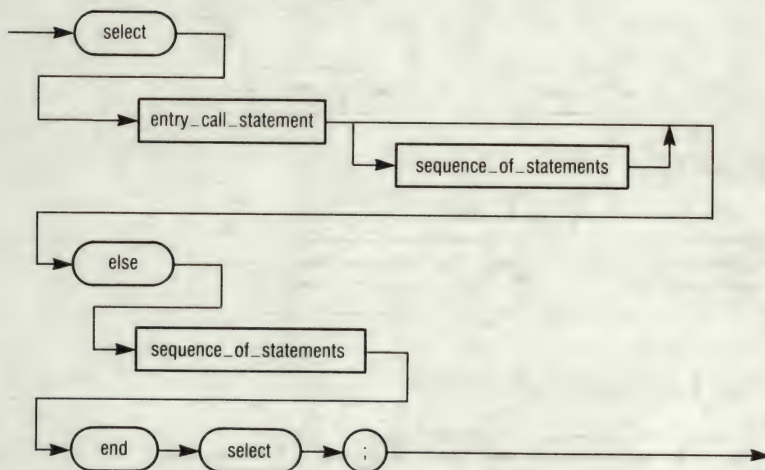 select
entry_call_statement
sequence_of_statements
else
sequence_of_statements
end select ;